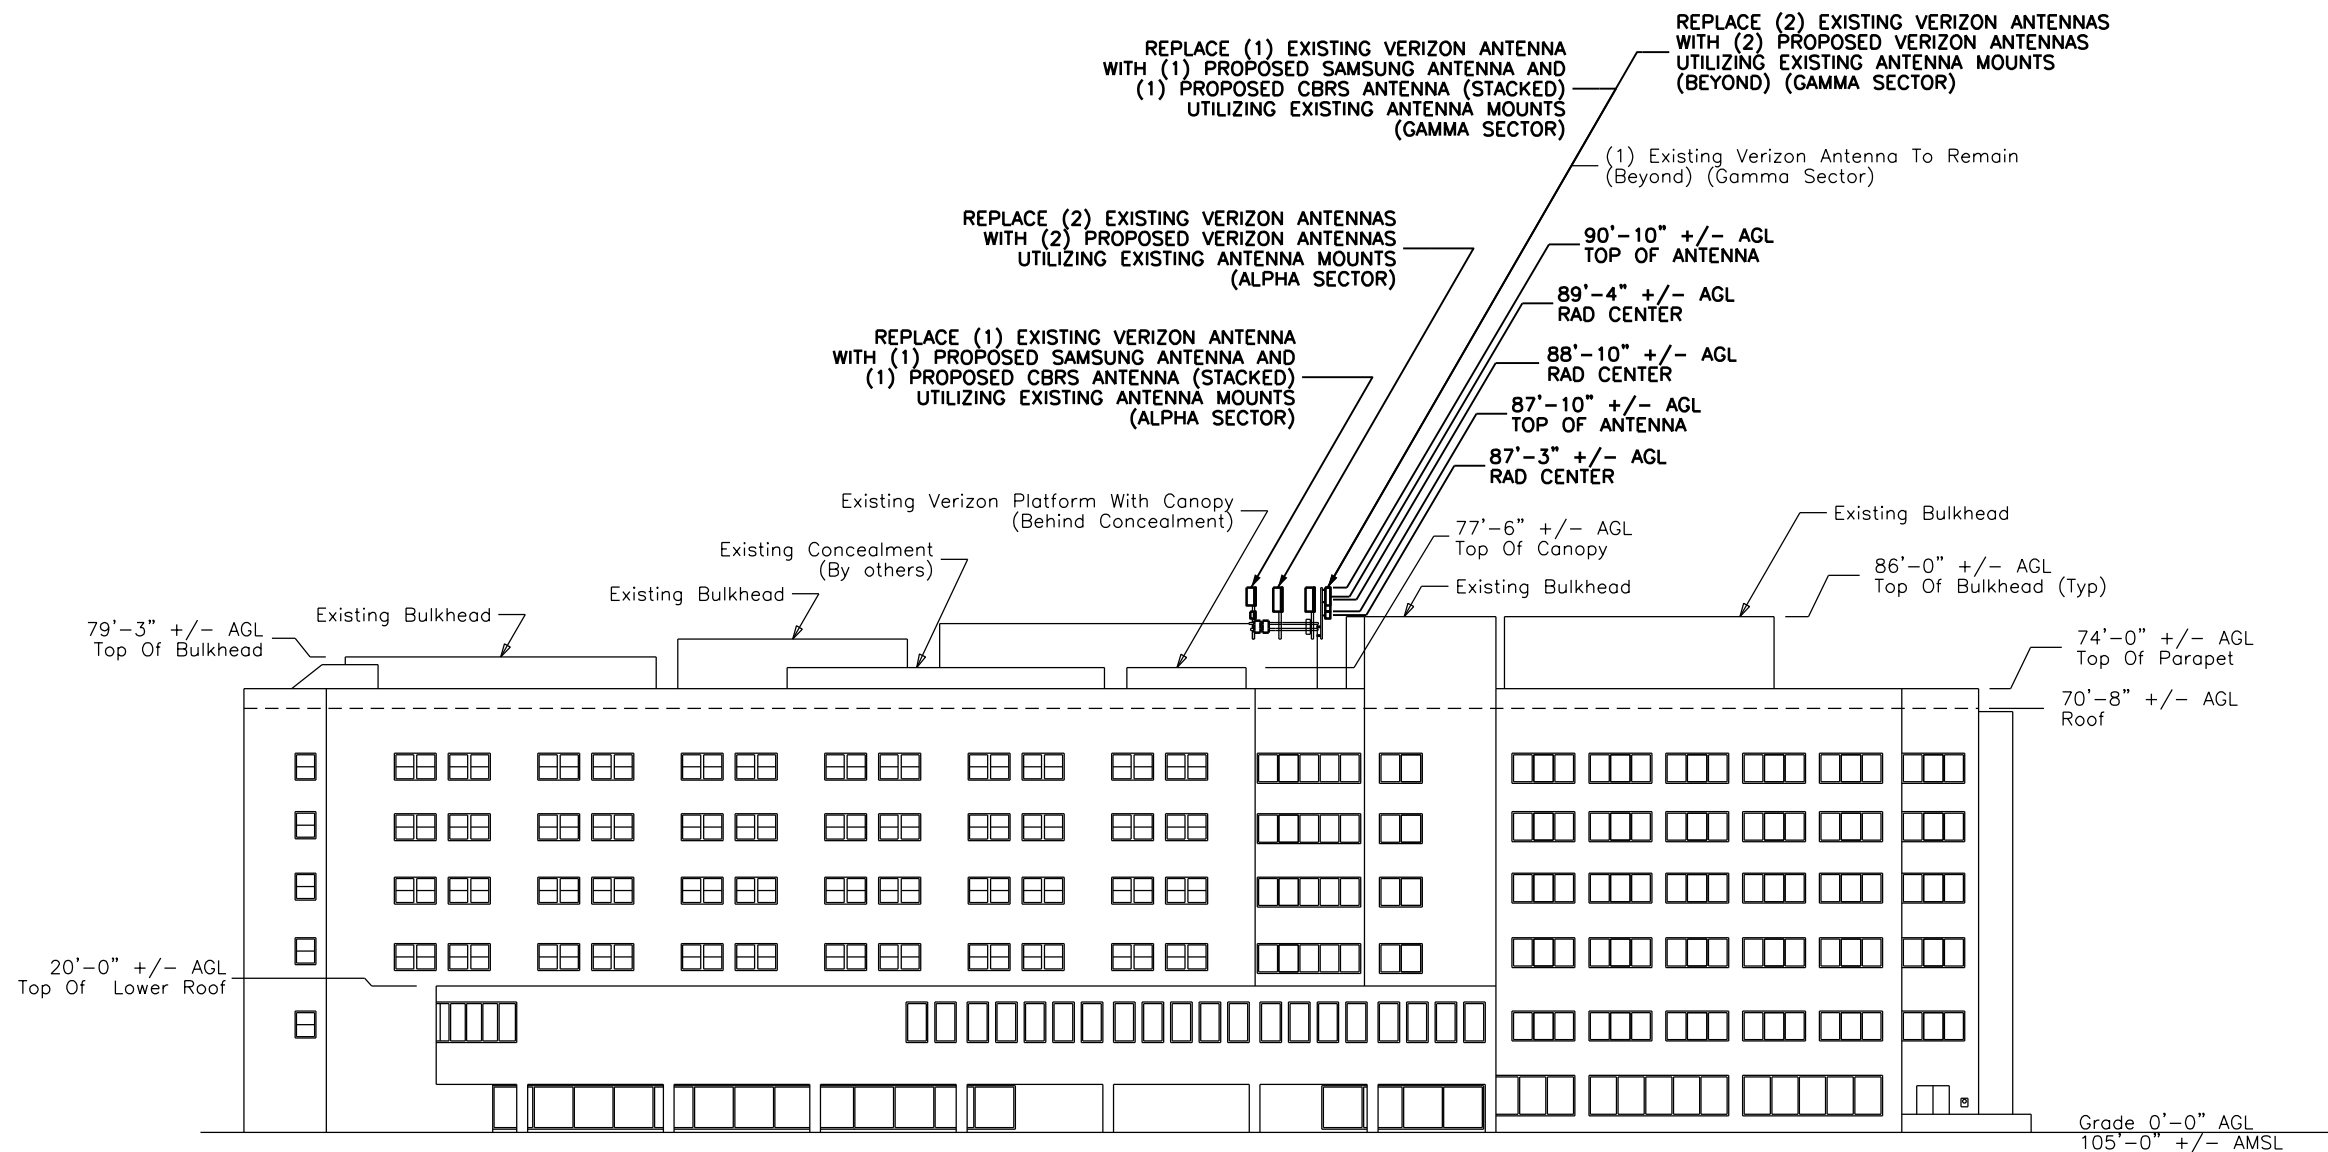 REPLACE (2) EXISTING VERIZON ANTENNAS
WITH (2) PROPOSED VERIZON ANTENNAS
UTILIZING EXISTING ANTENNA MOUNTS
(BEYOND) (GAMMA SECTOR)
REPLACE (1) EXISTING VERIZON ANTENNA
WITH (1) PROPOSED SAMSUNG ANTENNA AND
(1) PROPOSED CBRS ANTENNA (STACKED)
UTILIZING EXISTING ANTENNA MOUNTS
(GAMMA SECTOR)
(1) Existing Verizon Antenna To Remain
(Beyond) (Gamma Sector)
REPLACE (2) EXISTING VERIZON ANTENNAS
WITH (2) PROPOSED VERIZON ANTENNAS
UTILIZING EXISTING ANTENNA MOUNTS
(ALPHA SECTOR)
90'-10" +/- AGL
TOP OF ANTENNA
89'-4" +/- AGL
RAD CENTER
REPLACE (1) EXISTING VERIZON ANTENNA
WITH (1) PROPOSED SAMSUNG ANTENNA AND
(1) PROPOSED CBRS ANTENNA (STACKED)
UTILIZING EXISTING ANTENNA MOUNTS
(ALPHA SECTOR)
88'-10" +/- AGL
RAD CENTER
87'-10" +/- AGL
TOP OF ANTENNA
87'-3" +/- AGL
RAD CENTER
Existing Verizon Platform With Canopy
(Behind Concealment)
77'-6" +/- AGL
Top Of Canopy
Existing Bulkhead
Existing Concealment
(By others)
86'-0" +/- AGL
Top Of Bulkhead (Typ)
Existing Bulkhead
Existing Bulkhead
Existing Bulkhead
79'-3" +/- AGL
Top Of Bulkhead
74'-0" +/- AGL
Top Of Parapet
70'-8" +/- AGL
Roof
20'-0" +/- AGL
Top Of Lower Roof
Grade 0'-0" AGL
105'-0" +/- AMSL